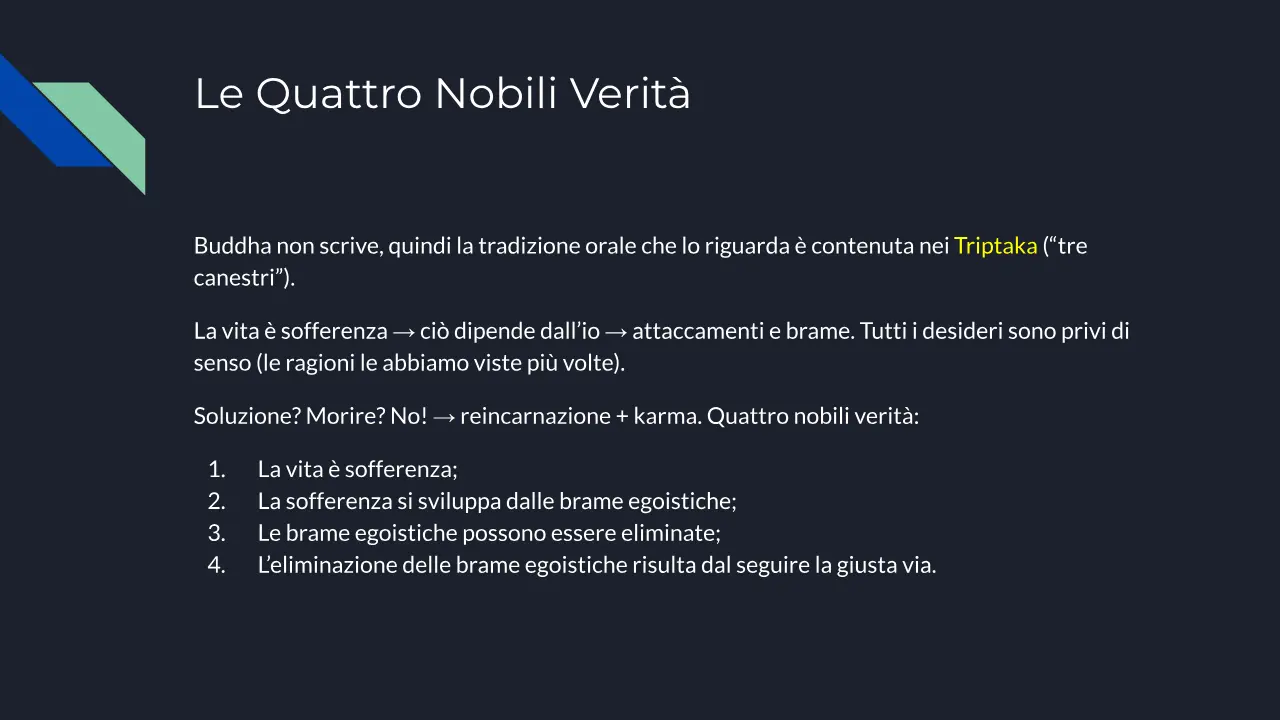 Le Quattro Nobili Verità
Buddha non scrive, quindi la tradizione orale che lo riguarda è contenuta nei Triptaka (“tre
canestri”).
La vita è sofferenza → ciò dipende dall’io → attaccamenti e brame. Tutti i desideri sono privi di
senso (le ragioni le abbiamo viste più volte).
Soluzione? Morire? No! → reincarnazione + karma. Quattro nobili verità:
1. La vita è sofferenza;
2. La sofferenza si sviluppa dalle brame egoistiche;
3. Le brame egoistiche possono essere eliminate;
4. L’eliminazione delle brame egoistiche risulta dal seguire la giusta via.